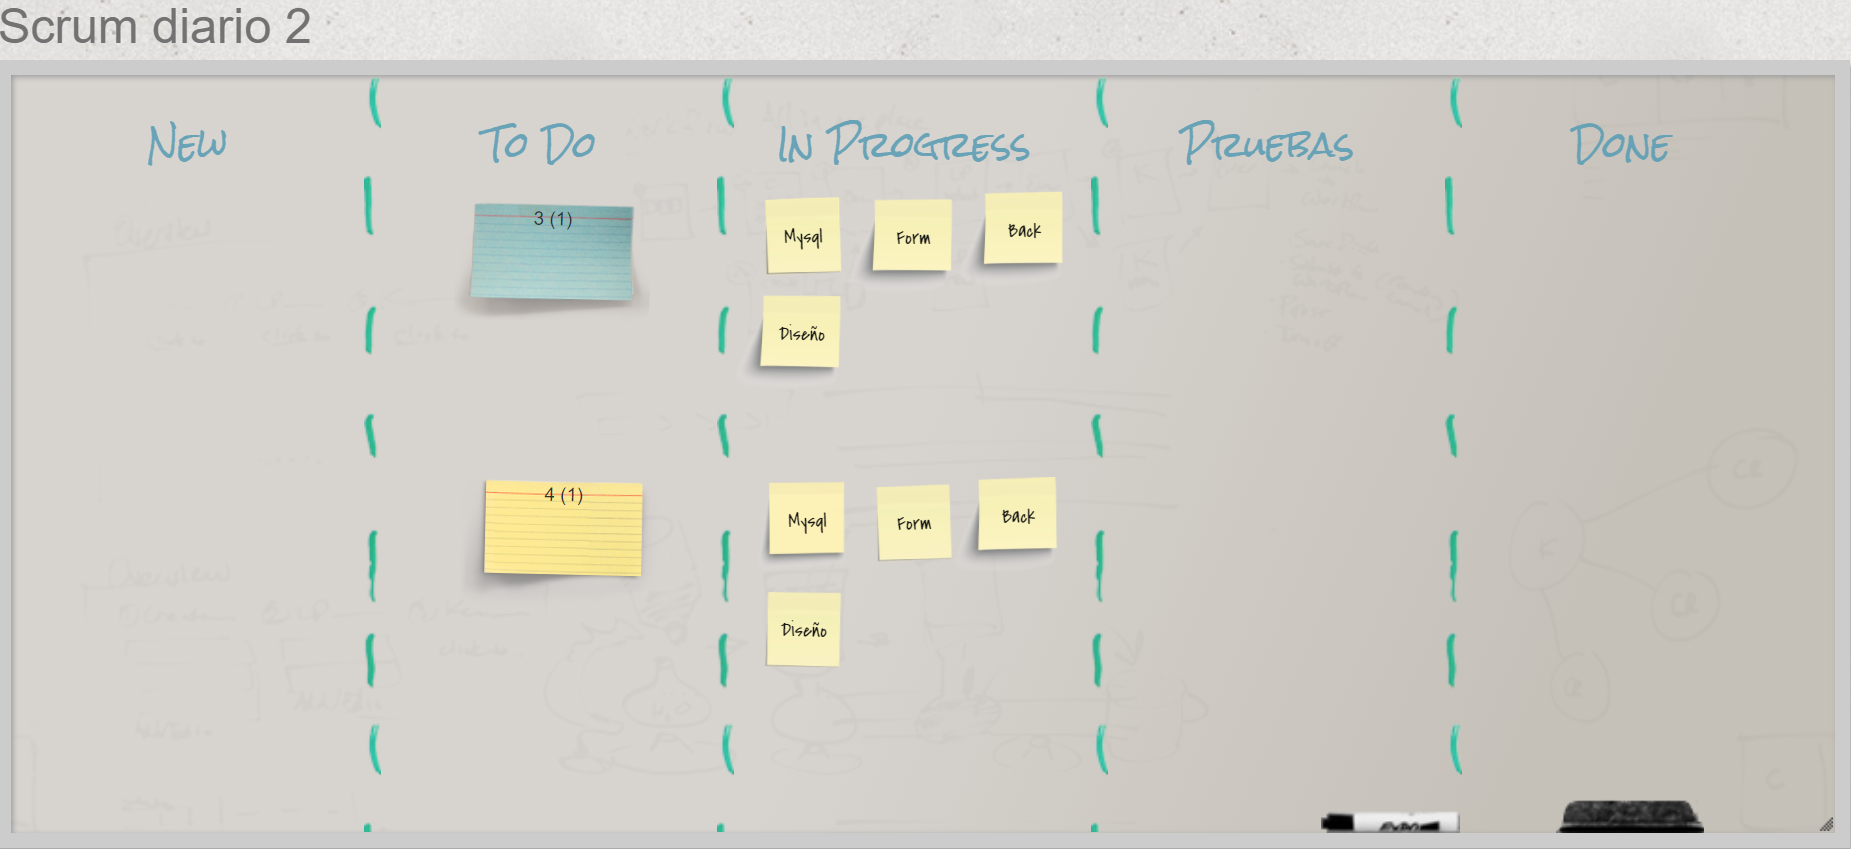 Scrum diario 2
New
To Do
In Progress
Pruebas
Done
3 (1)
Mysql
Form
Back
Diseño
4 (1)
Mysql
Form
Back
Diseño
EXPO